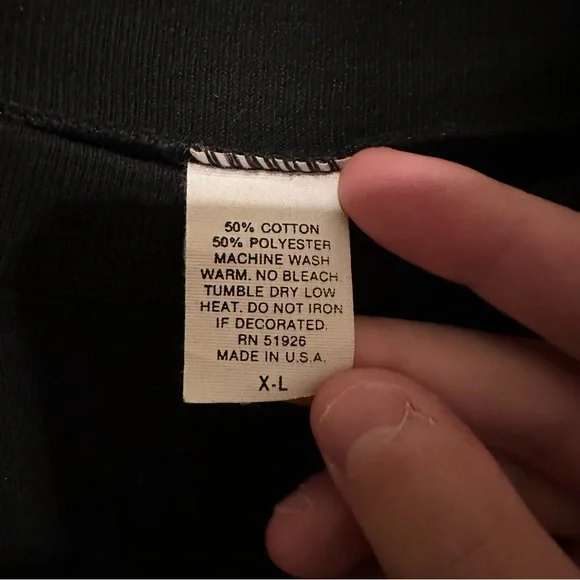 50% COTTON
50% POLYESTER
MACHINE WASH
WARM. NO BLEACH.
TUMBLE DRY LOW
HEAT. DO NOT IRON
IF DECORATED.
RN 51926
MADE IN U.S.A.
X-L